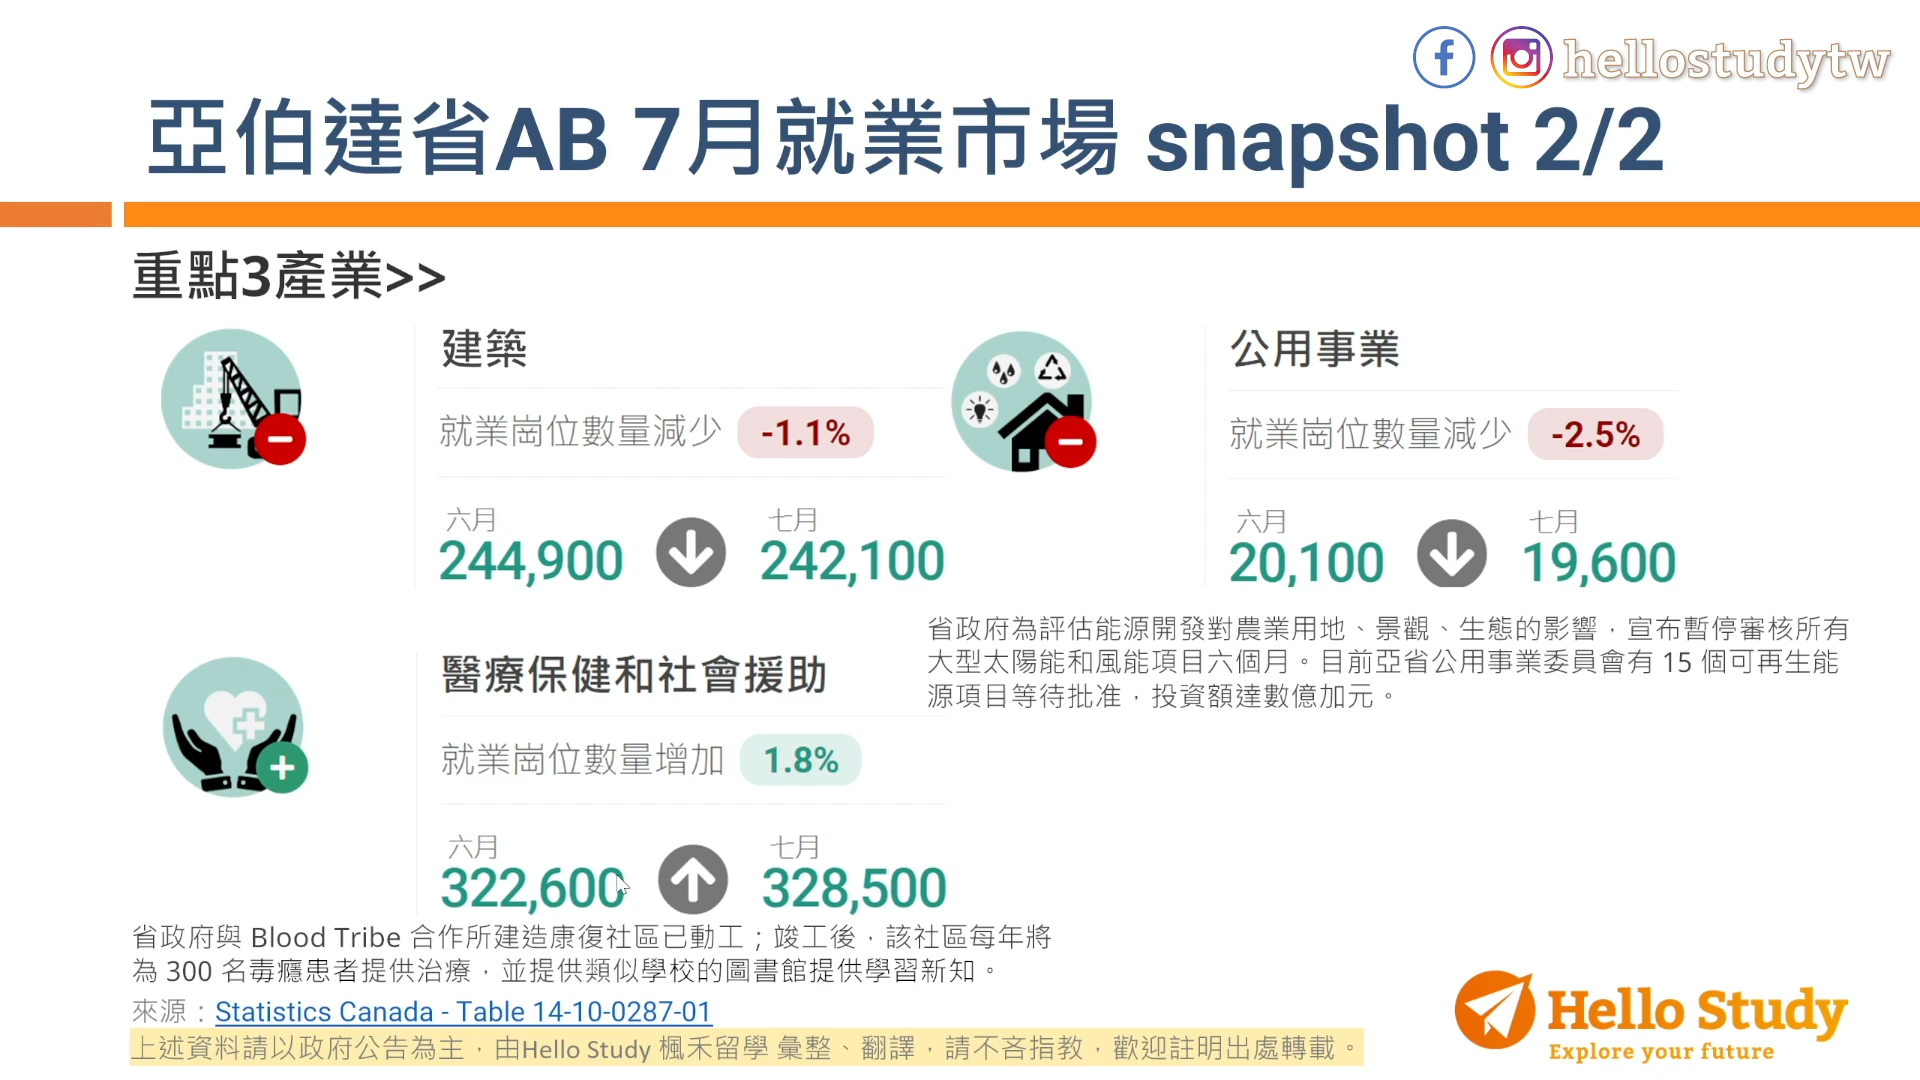 hellostudytw
亞伯達省AB 7月就業市場 snapshot 2/2
重點3產業>>
建築
就業崗位數量減少 -1.1%
六月 七月
244,900 242,100
公用事業
就業崗位數量減少 -2.5%
六月 七月
20,100 19,600
省政府為評估能源開發對農業用地、景觀、生態的影響，宣布暫停審核所有
大型太陽能和風能項目六個月。目前亞省公用事業委員會有 15 個可再生能
源項目等待批准，投資額達數億加元。
醫療保健和社會援助
就業崗位數量增加 1.8%
六月 七月
322,600 328,500
省政府與 Blood Tribe 合作所建造康復社區已動工；竣工後，該社區每年將
為 300 名毒癮患者提供治療，並提供類似學校的圖書館提供學習新知。
來源：Statistics Canada - Table 14-10-0287-01
上述資料請以政府公告為主，由Hello Study 楓禾留學 彙整、翻譯，請不吝指教，歡迎註明出處轉載。
Hello Study
Explore your future